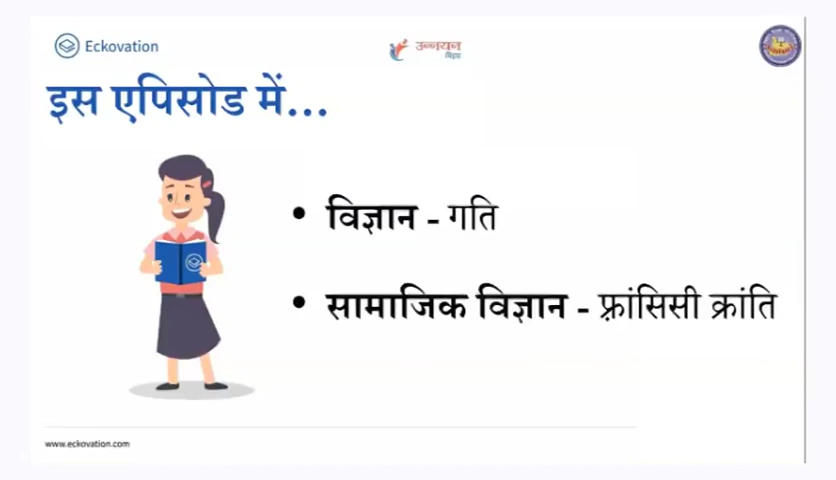 Eckovation
उन्नयन
बिहार
इस एपिसोड में...
• विज्ञान - गति
• सामाजिक विज्ञान - फ़्रांसिसी क्रांति
www.eckovation.com